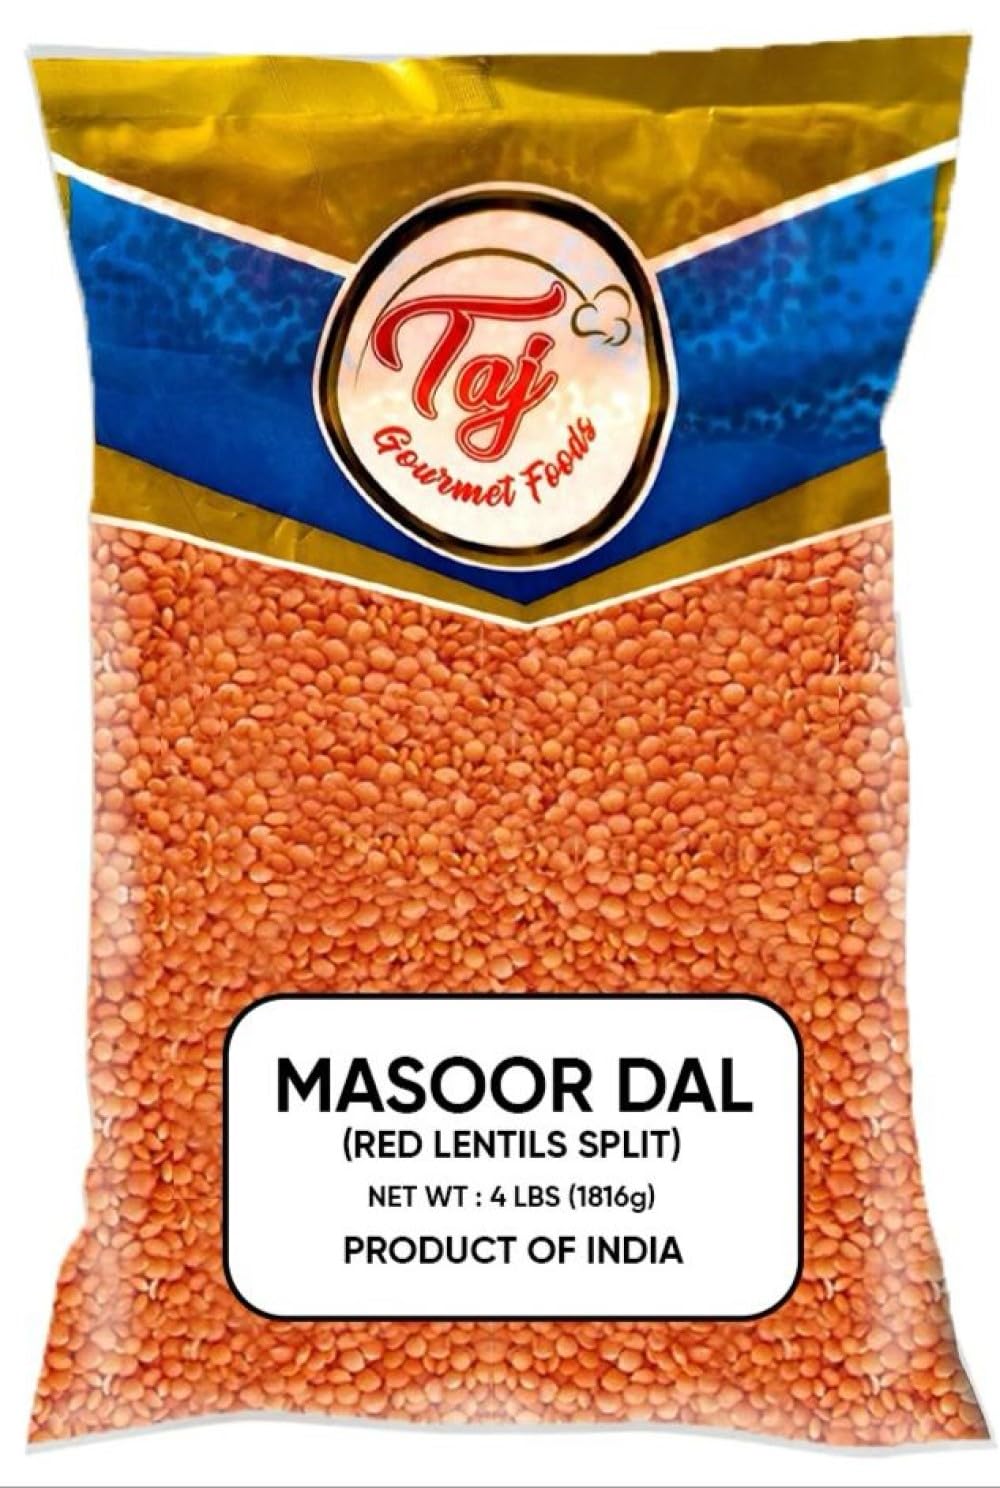 Taj
Gourmet Foods
MASOOR DAL
(RED LENTILS SPLIT)
NET WT : 4 LBS (1816g)
PRODUCT OF INDIA